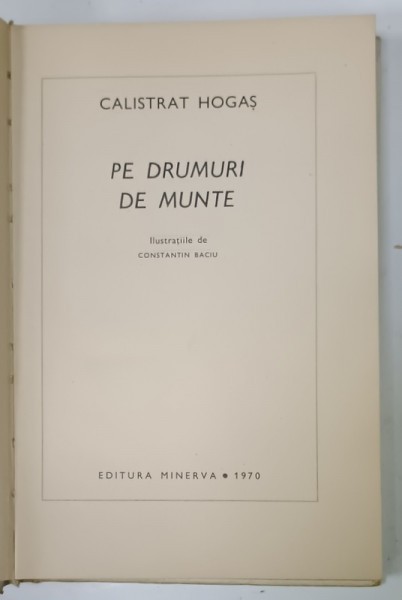 CALISTRAT HOGAȘ
PE DRUMURI
DE MUNTE
Ilustrațiile de
CONSTANTIN BACIU
EDITURA MINERVA • 1970